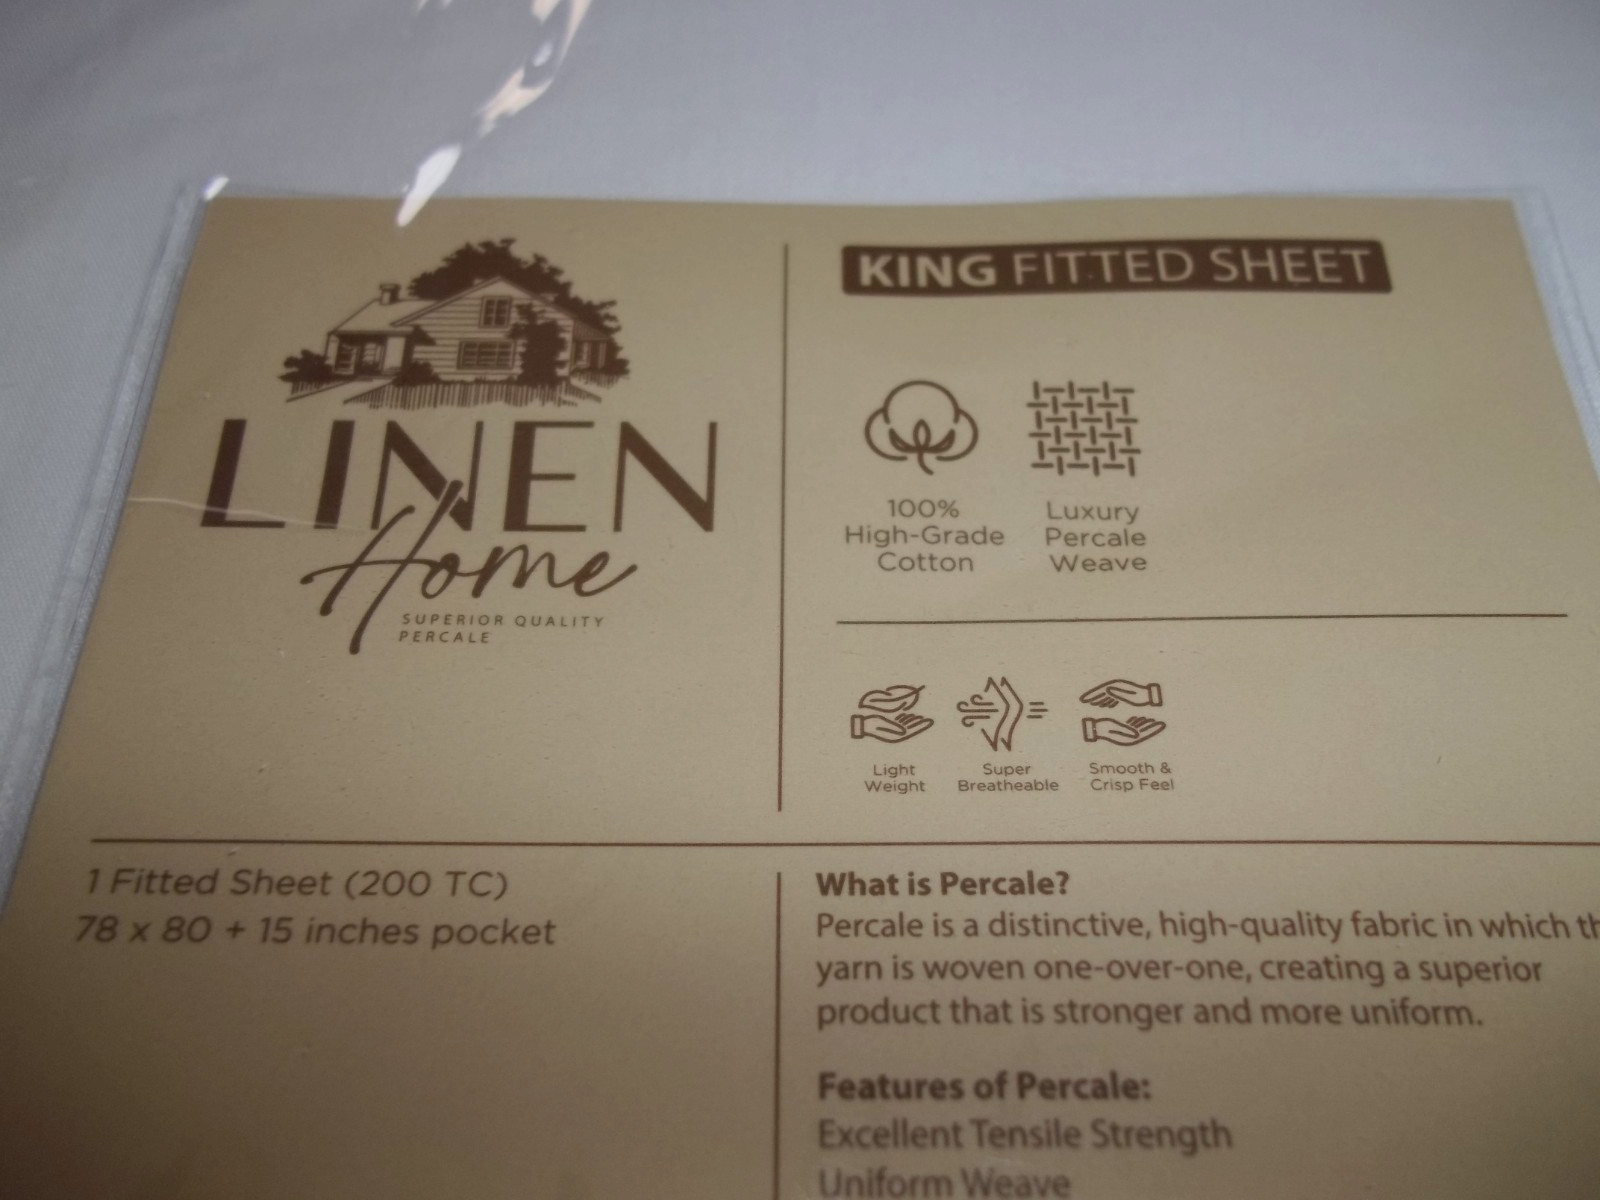 LINEN
Home
SUPERIOR QUALITY
PERCALE
KING FITTED SHEET
100%
High-Grade
Cotton
Luxury
Percale
Weave
Light
Weight
Super
Breatheable
Smooth &
Crisp Feel
1 Fitted Sheet (200 TC)
78 x 80 + 15 inches pocket
What is Percale?
Percale is a distinctive, high-quality fabric in which
yarn is woven one-over-one, creating a superior
product that is stronger and more uniform.
Features of Percale:
Excellent Tensile Strength
Uniform Weave